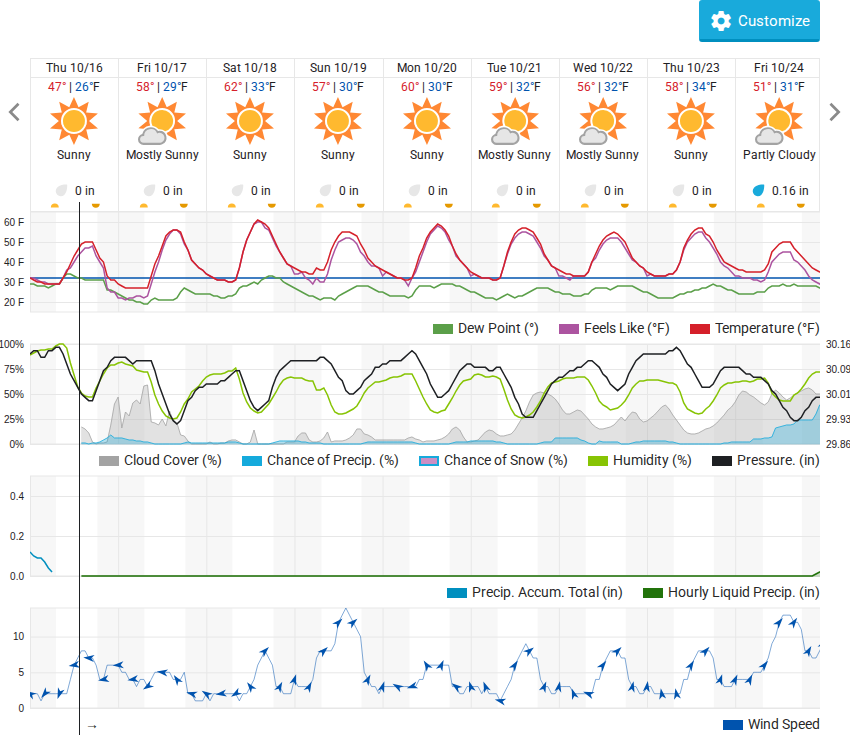 Customize
Thu 10/16 Fri 10/17 Sat 10/18 Sun 10/19 Mon 10/20 Tue 10/21 Wed 10/22 Thu 10/23 Fri 10/24
47° | 26°F 58° | 29°F 62° | 33°F 57° | 30°F 60° | 30°F 59° | 32°F 56° | 32°F 58° | 34°F 51° | 31°F
Sunny Mostly Sunny Sunny Sunny Sunny Mostly Sunny Mostly Sunny Sunny Partly Cloudy
0 in 0 in 0 in 0 in 0 in 0 in 0 in 0 in 0.16 in
60 F
50 F
40 F
30 F
20 F
Dew Point (°) Feels Like (°F) Temperature (°F)
100% 30.16
75% 30.09
50% 30.01
25% 29.93
0% 29.86
Cloud Cover (%) Chance of Precip. (%) Chance of Snow (%) Humidity (%) Pressure. (in)
0.4
0.2
0.0
Precip. Accum. Total (in) Hourly Liquid Precip. (in)
10
5
0
→ Wind Speed